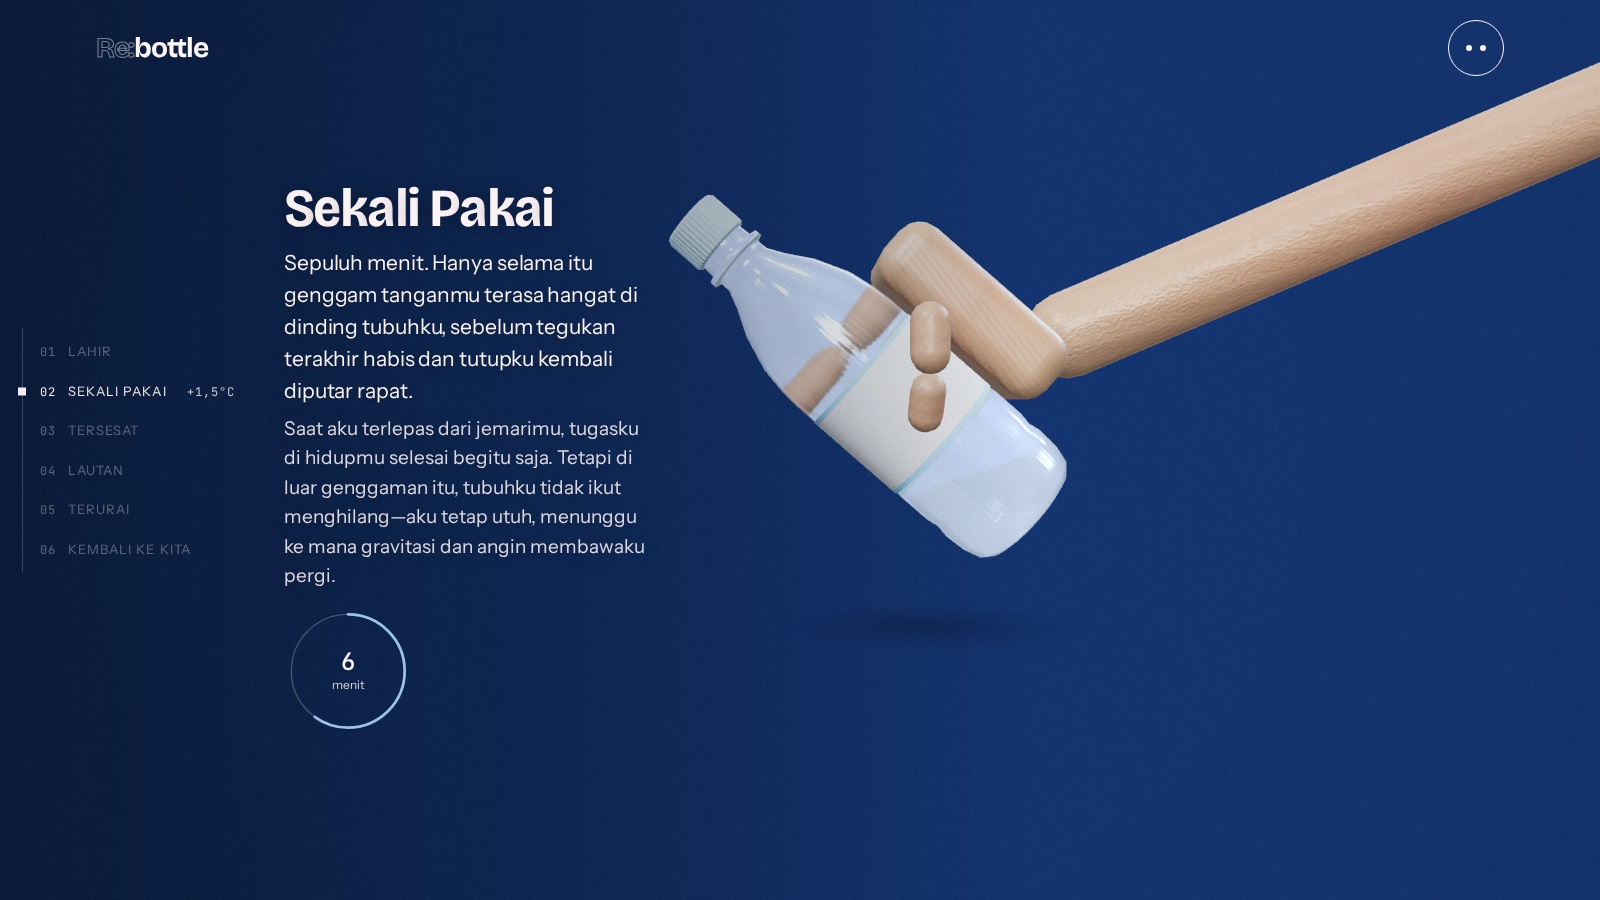 Re:bottle
01 LAHIR
02 SEKALI PAKAI +1,5°C
03 TERSESAT
04 LAUTAN
05 TERURAI
06 KEMBALI KE KITA
Sekali Pakai
Sepuluh menit. Hanya selama itu
genggam tanganmu terasa hangat di
dinding tubuhku, sebelum tegukan
terakhir habis dan tutupku kembali
diputar rapat.
Saat aku terlepas dari jemarimu, tugasku
di hidupmu selesai begitu saja. Tetapi di
luar genggaman itu, tubuhku tidak ikut
menghilang—aku tetap utuh, menunggu
ke mana gravitasi dan angin membawaku
pergi.
6
menit